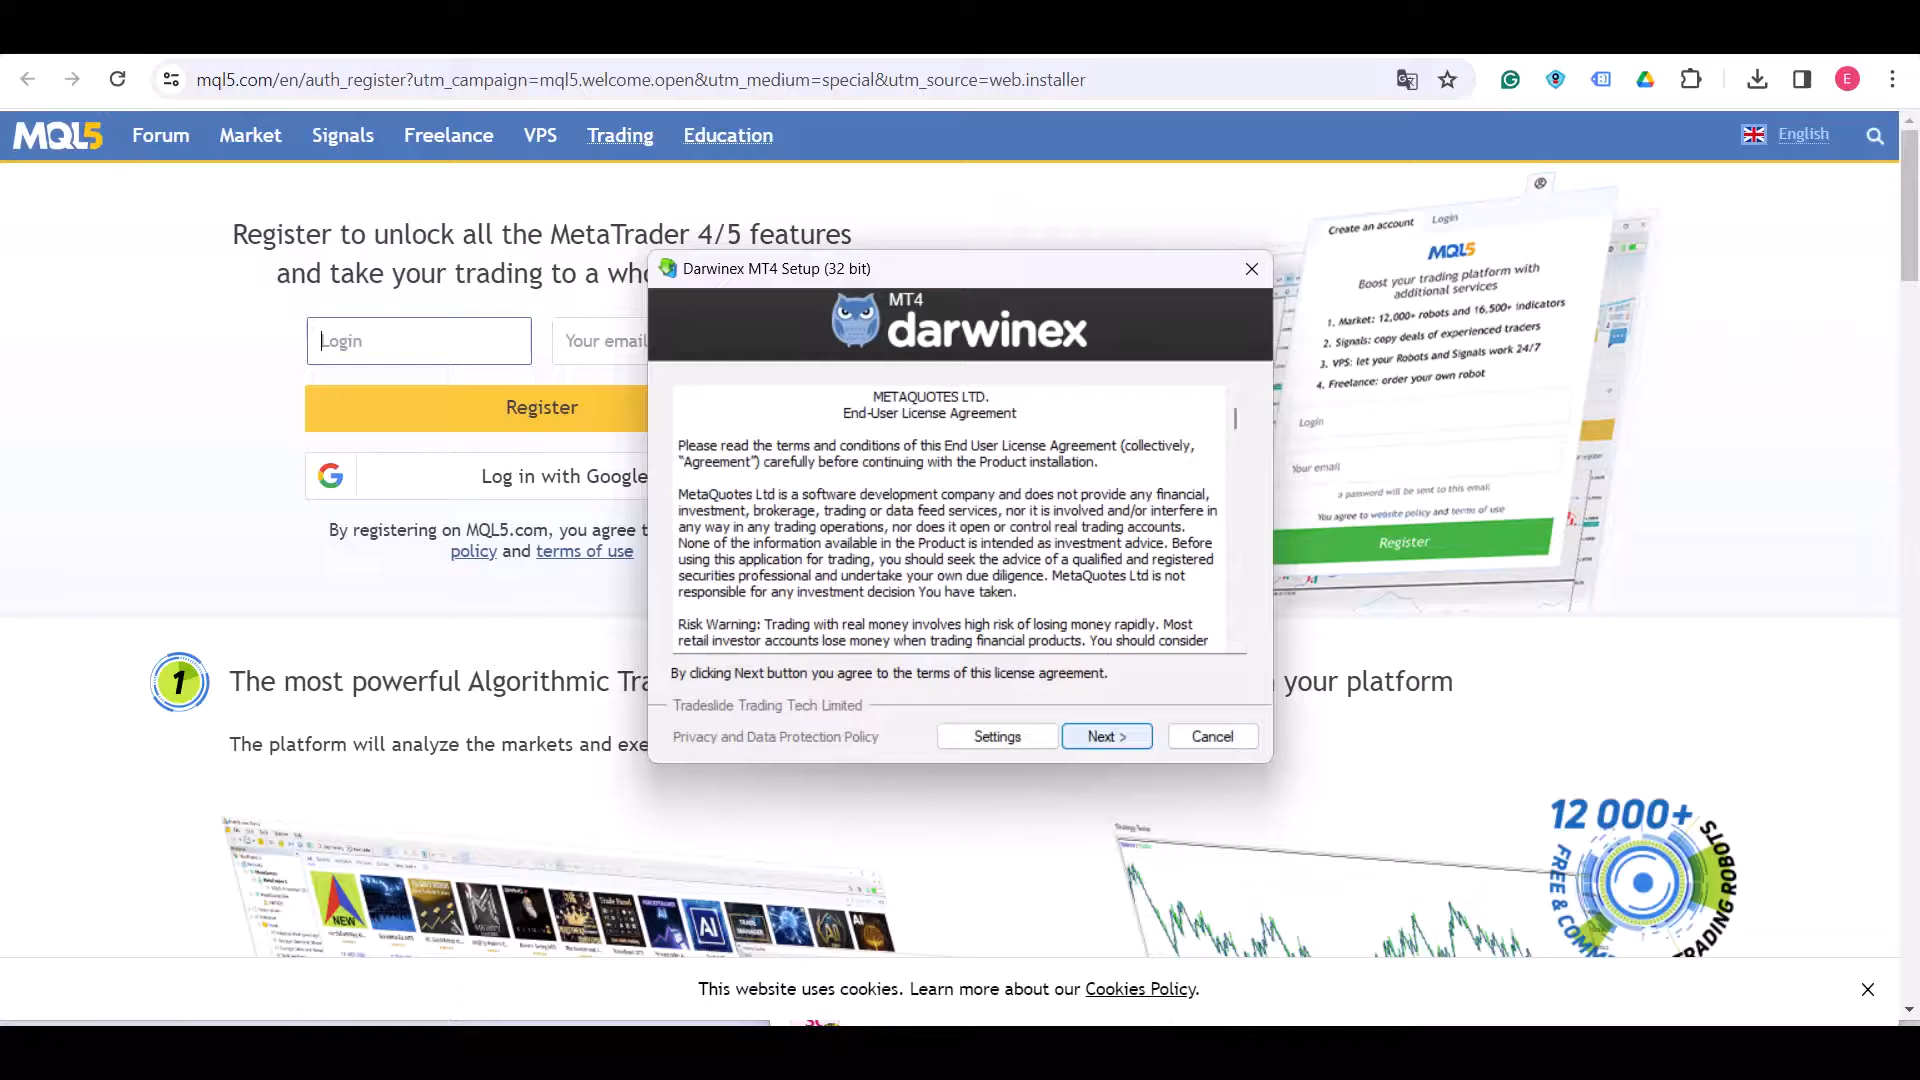 mql5.com/en/auth_register?utm_campaign=mql5.welcome.open&utm_medium=special&utm_source=web.installer
E
MQL5 Forum Market Signals Freelance VPS Trading Education English
Register to unlock all the MetaTrader 4/5 features
and take your trading to a
Login
Your email
Register
Log in with Google
By registering on MQL5.com, you agree
policy and terms of use
Darwinex MT4 Setup (32 bit)
MT4
darwinex
METAQUOTES LTD.
End-User License Agreement
Please read the terms and conditions of this End User License Agreement (collectively,
“Agreement”) carefully before continuing with the Product installation.
MetaQuotes Ltd is a software development company and does not provide any financial,
investment, brokerage, trading or data feed services, nor it is involved and/or interfere in
any way in any trading operations, nor does it open or control real trading accounts.
None of the information available in the Product is intended as investment advice. Before
using this application for trading, you should seek the advice of a qualified and registered
securities professional and undertake your own due diligence. MetaQuotes Ltd is not
responsible for any investment decision You have taken.
Risk Warning: Trading with real money involves high risk of losing money rapidly. Most
retail investor accounts lose money when trading financial products. You should consider
By clicking Next button you agree to the terms of this license agreement.
Tradeslide Trading Tech Limited
Privacy and Data Protection Policy
Settings
Next >
Cancel
Create an account Login
MQL5
Boost your trading platform with
additional services
1. Market: 12,000+ robots and 16,500+ indicators
2. Signals: copy deals of experienced traders
3. VPS: let your Robots and Signals work 24/7
4. Freelance: order your own robot
Login
Your email
a password will be sent to this email
You agree to website policy and terms of use
Register
1
The most powerful Algorithmic
your platform
The platform will analyze the markets and
NEW
AI
AI
Strategy Tester
12 000+
FREE &
TRADING ROBOTS
This website uses cookies. Learn more about our Cookies Policy.